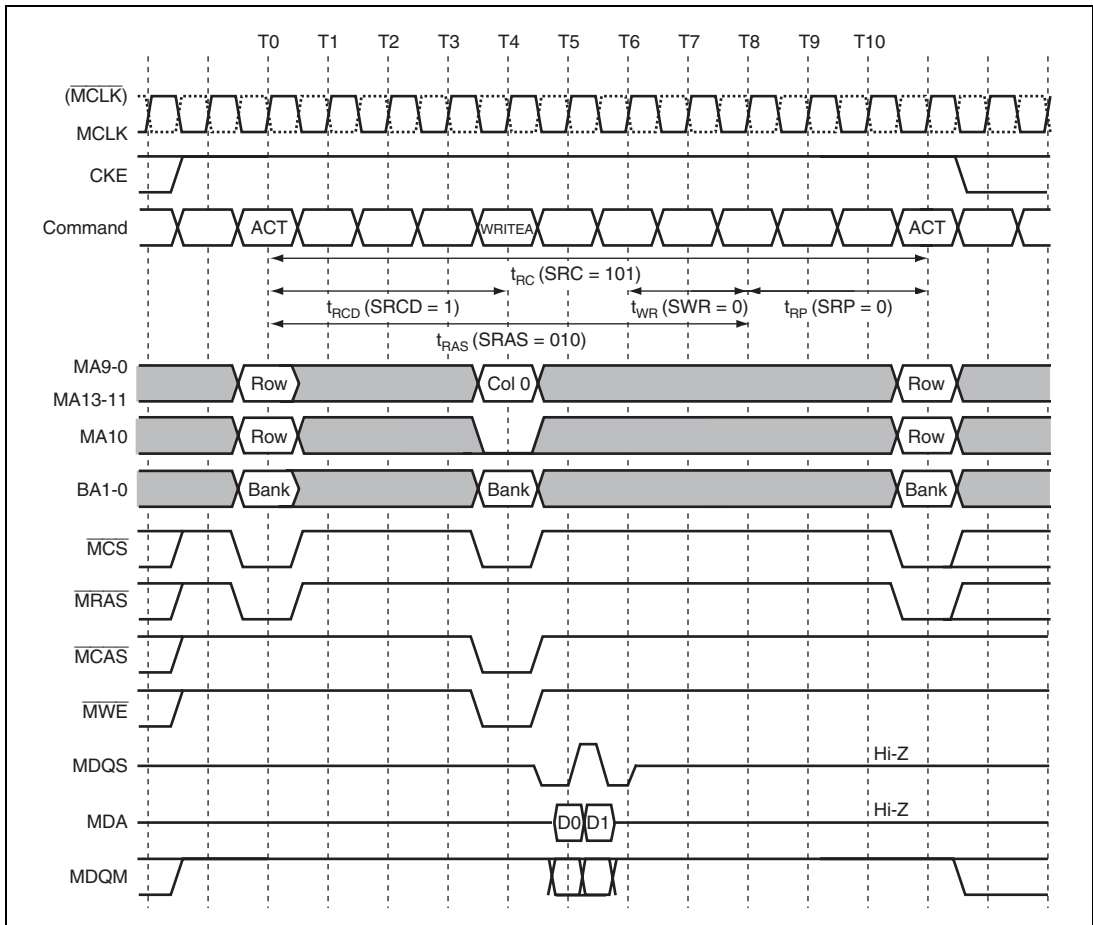 T0 T1 T2 T3 T4 T5 T6 T7 T8 T9 T10
(MCLK)
MCLK
CKE
Command ACT WRITEA ACT
tRC (SRC = 101)
tRCD (SRCD = 1) tWR (SWR = 0) tRP (SRP = 0)
tRAS (SRAS = 010)
MA9-0
MA13-11 Row Col 0 Row
MA10 Row Row
BA1-0 Bank Bank Bank
MCS
MRAS
MCAS
MWE
MDQS Hi-Z
MDA D0 D1 Hi-Z
MDQM